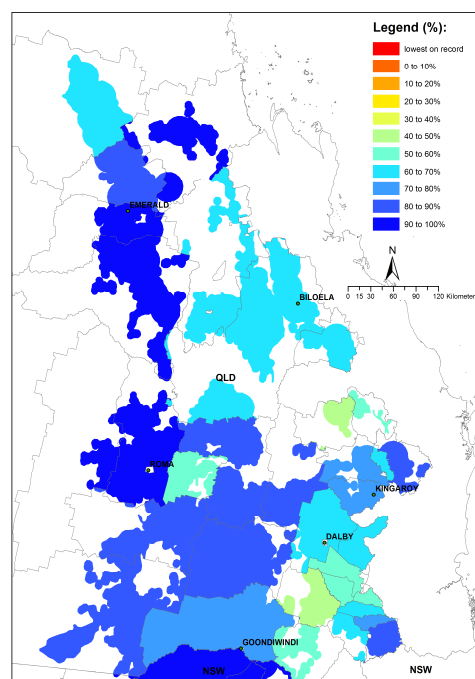 Legend (%):
lowest on record
0 to 10%
10 to 20%
20 to 30%
30 to 40%
40 to 50%
50 to 60%
60 to 70%
70 to 80%
80 to 90%
90 to 100%
EMERALD
N
0 15 30 60 90 120 Kilometer
BILOELA
QLD
ROMA
KINGAROY
DALBY
GOONDIWINDI
NSW
NSW